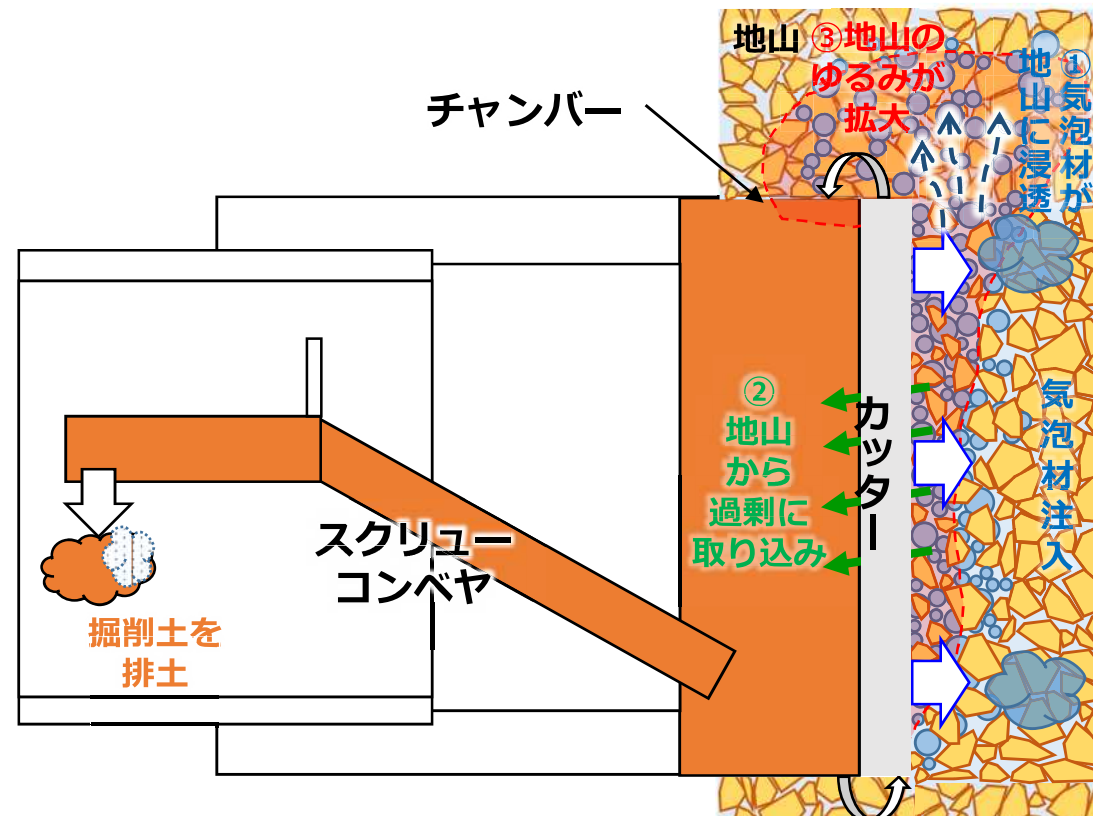 地山
③地山の
ゆるみが
拡大
①気泡材が
地山に浸透
チャンバー
②
地山
から
過剰に
取り込み
カッター
気泡材注入
スクリュー
コンベヤ
掘削土を
排土